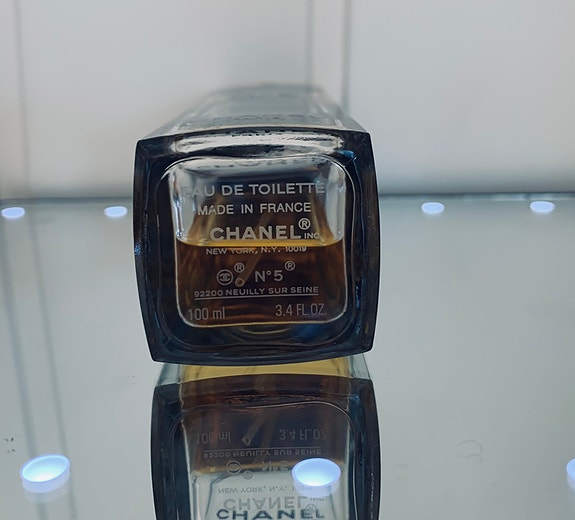 EAU DE TOILETTE
MADE IN FRANCE
CHANEL® INC
NEW YORK, N.Y. 10019
® N°5®
92200 NEUILLY SUR SEINE
100 ml 3.4 FL.OZ